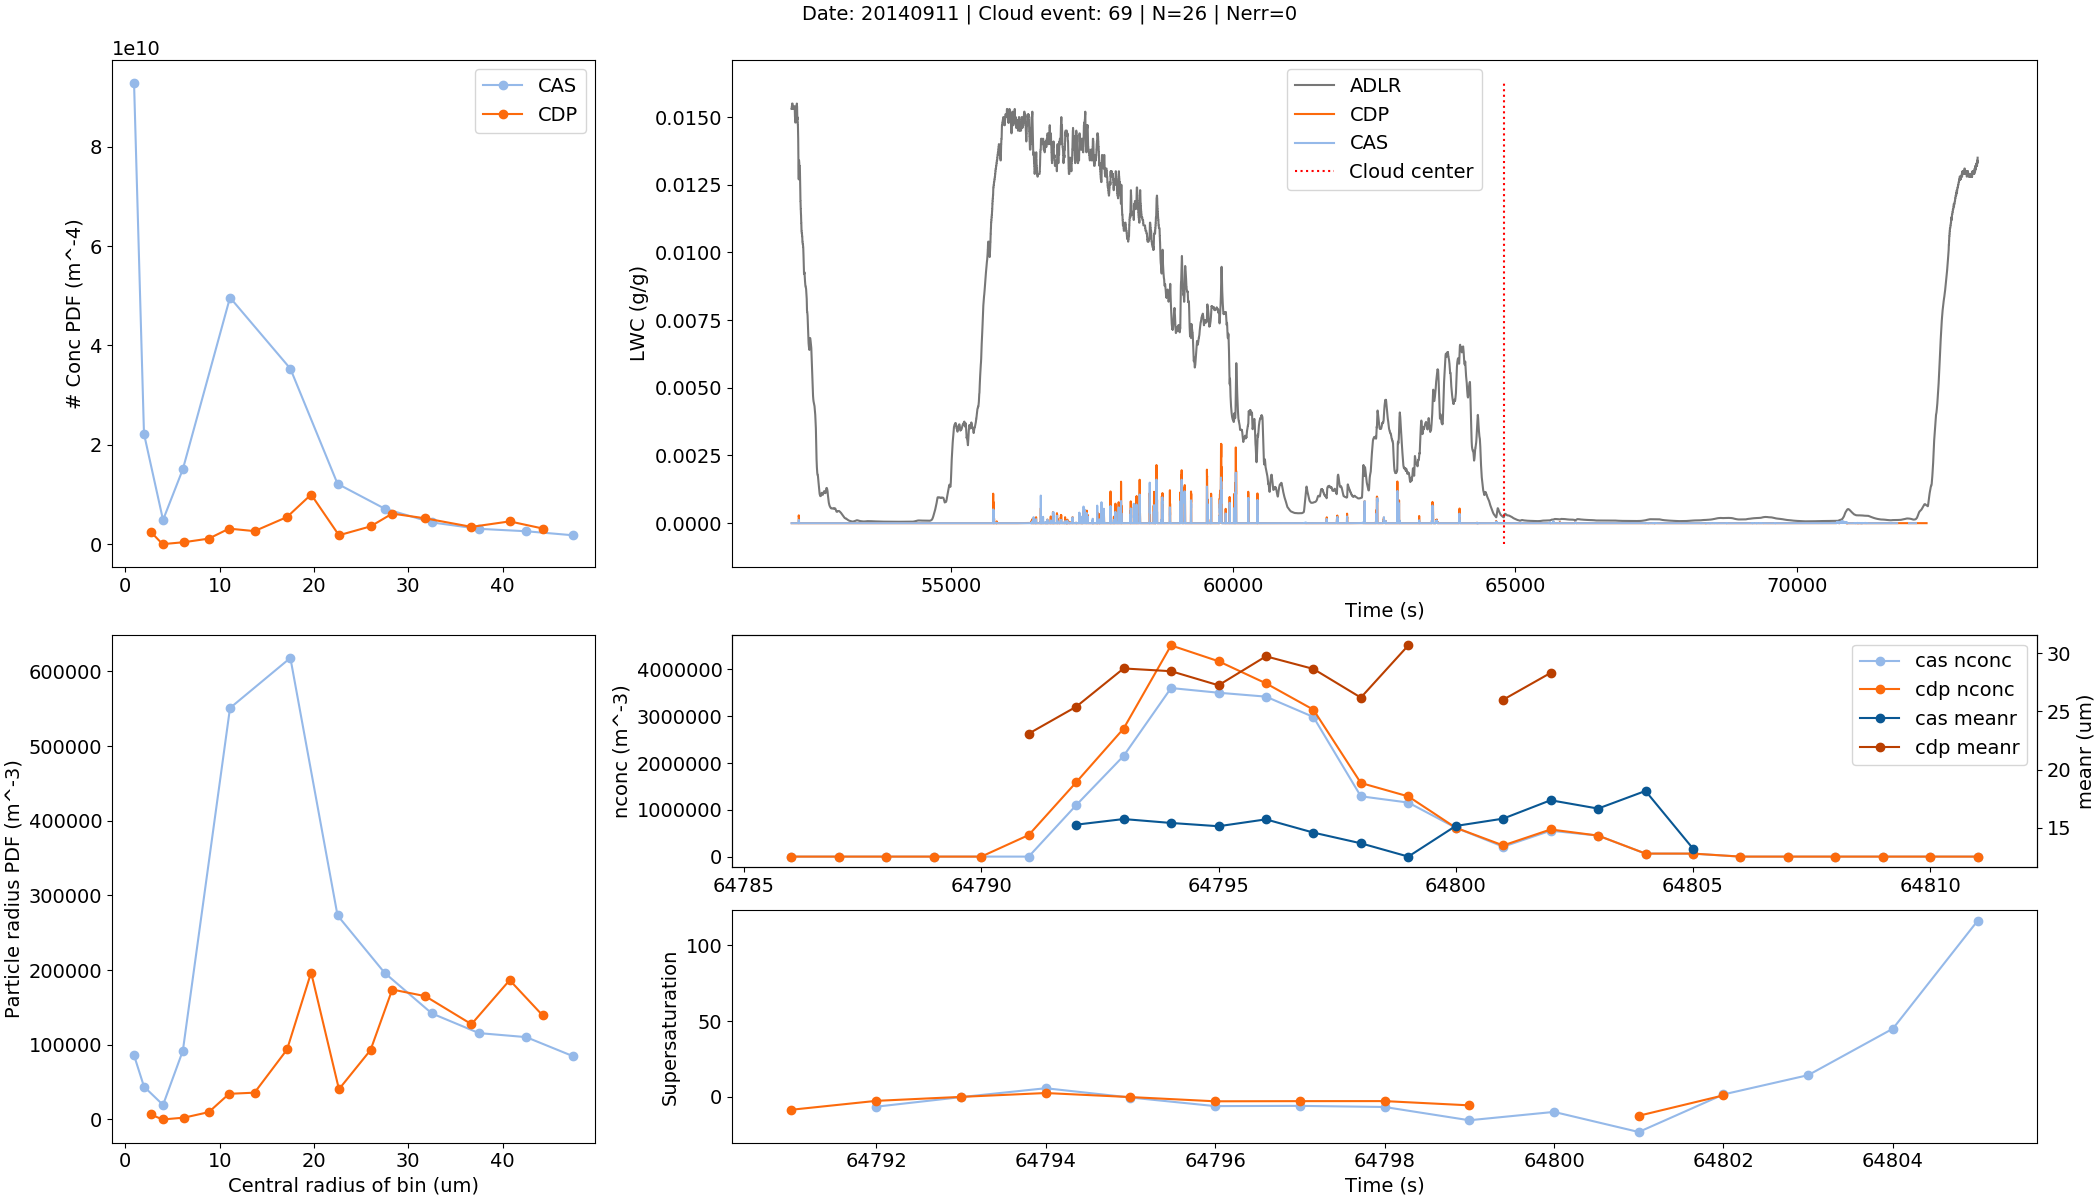 Date: 20140911 | Cloud event: 69 | N=26 | Nerr=0
1e10
# Conc PDF (m^-4)
8
6
4
2
0
0 10 20 30 40
CAS
CDP
LWC (g/g)
0.0150
0.0125
0.0100
0.0075
0.0050
0.0025
0.0000
55000 60000 65000 70000
Time (s)
ADLR
CDP
CAS
Cloud center
Particle radius PDF (m^-3)
600000
500000
400000
300000
200000
100000
0
0 10 20 30 40
Central radius of bin (um)
nconc (m^-3)
4000000
3000000
2000000
1000000
0
64785 64790 64795 64800 64805 64810
30
25
20
15
meanr (um)
cas nconc
cdp nconc
cas meanr
cdp meanr
Supersaturation
100
50
0
64792 64794 64796 64798 64800 64802 64804
Time (s)